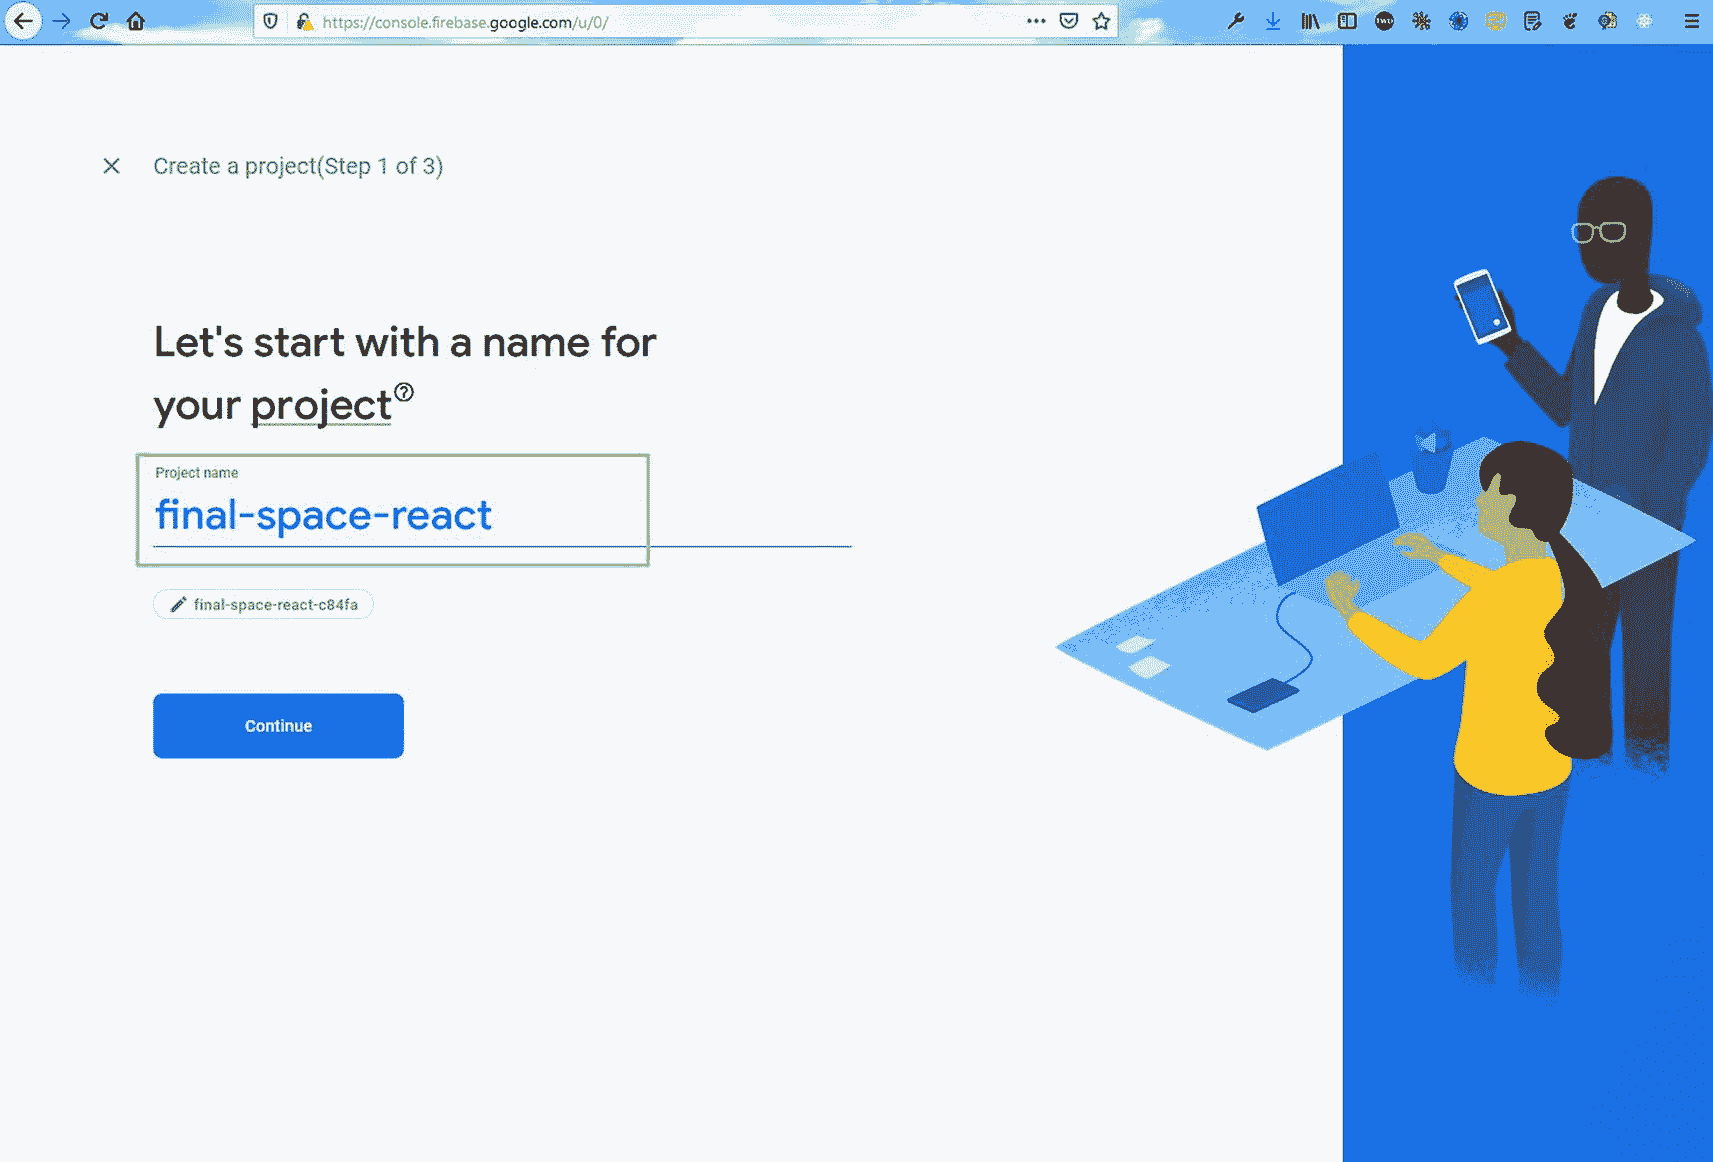 https://console.firebase.google.com/u/0/
Create a project(Step 1 of 3)
Let's start with a name for
your project
Project name
final-space-react
final-space-react-c84fa
Continue